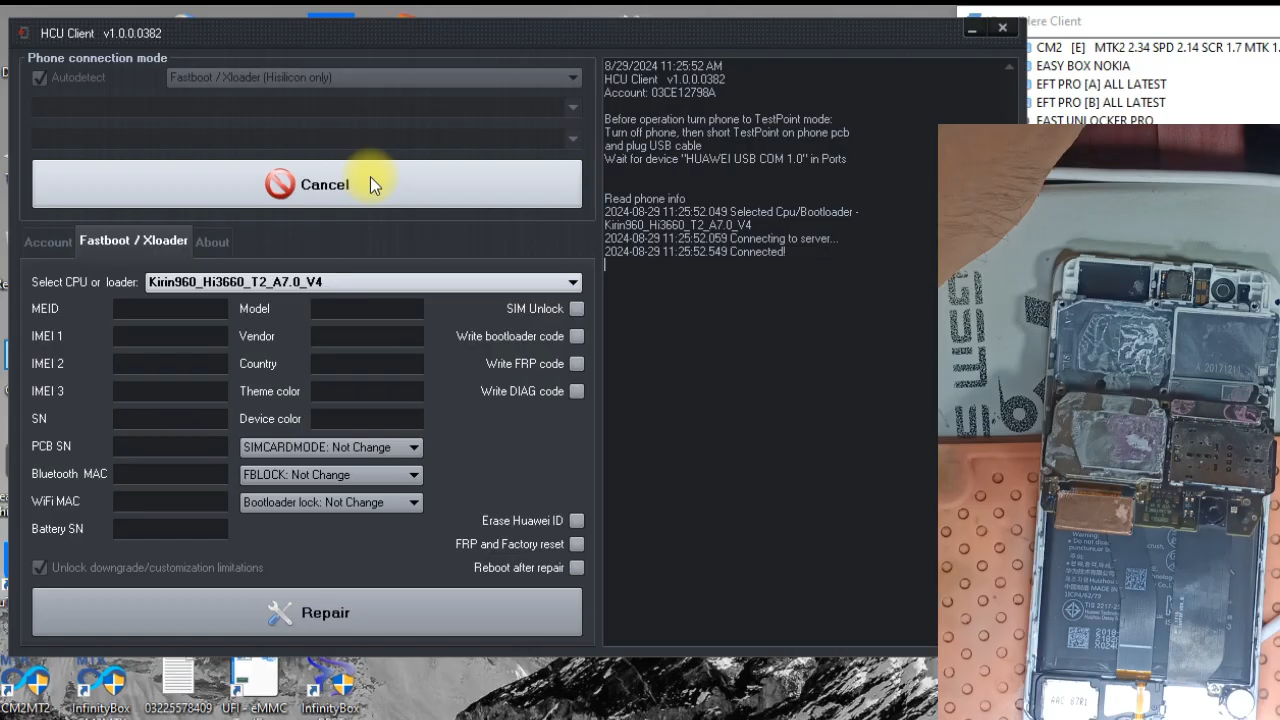 HCU Client v1.0.0.0382
Here Client
Phone connection mode
Autodetect
Fastboot / Xloader (Hisilicon only)
Cancel
Account
Fastboot / Xloader
About
Select CPU or loader:
Kirin960_Hi3660_T2_A7.0_V4
MEID
Model
SIM Unlock
IMEI 1
Vendor
Write bootloader code
IMEI 2
Country
Write FRP code
IMEI 3
Theme color
Write DIAG code
SN
Device color
PCB SN
SIMCARDMODE: Not Change
Bluetooth MAC
FBLOCK: Not Change
WiFi MAC
Bootloader lock: Not Change
Battery SN
Erase Huawei ID
FRP and Factory reset
Unlock downgrade/customization limitations
Reboot after repair
Repair
8/29/2024 11:25:52 AM
HCU Client v1.0.0.0382
Account: 03CE12798A
Before operation turn phone to TestPoint mode:
Turn off phone, then short TestPoint on phone pcb
and plug USB cable
Wait for device "HUAWEI USB COM 1.0" in Ports
Read phone info
2024-08-29 11:25:52.049 Selected Cpu/Bootloader -
Kirin960_Hi3660_T2_A7.0_V4
2024-08-29 11:25:52.059 Connecting to server...
2024-08-29 11:25:52.549 Connected!
CM2 [E] MTK2 2.34 SPD 2.14 SCR 1.7 MTK 1.
EASY BOX NOKIA
EFT PRO [A] ALL LATEST
EFT PRO [B] ALL LATEST
FAST UNLOCKER PRO
A 20171211
Warning:
CM2MT2
InfinityBox
03225578409
UFI - eMMC
InfinityBox